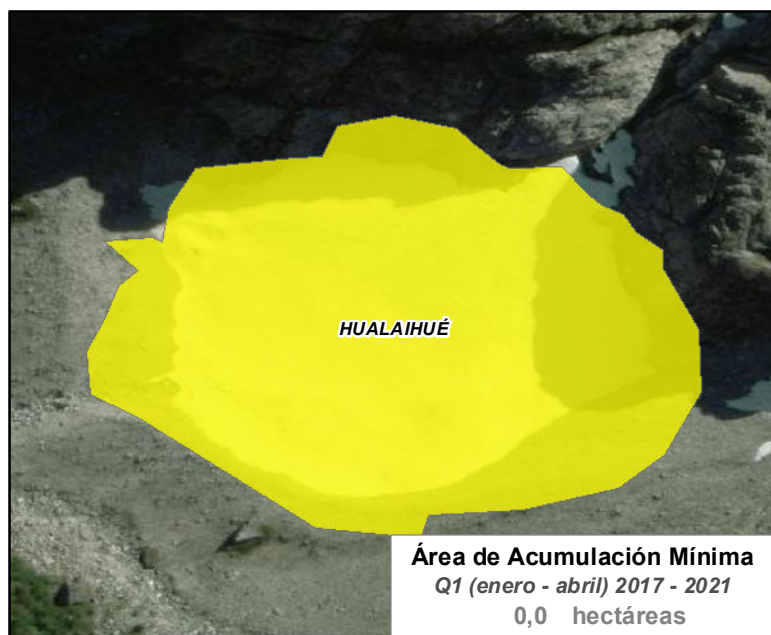 HUALAIHUÉ
Área de Acumulación Mínima
Q1 (enero - abril) 2017 - 2021
0,0 hectáreas